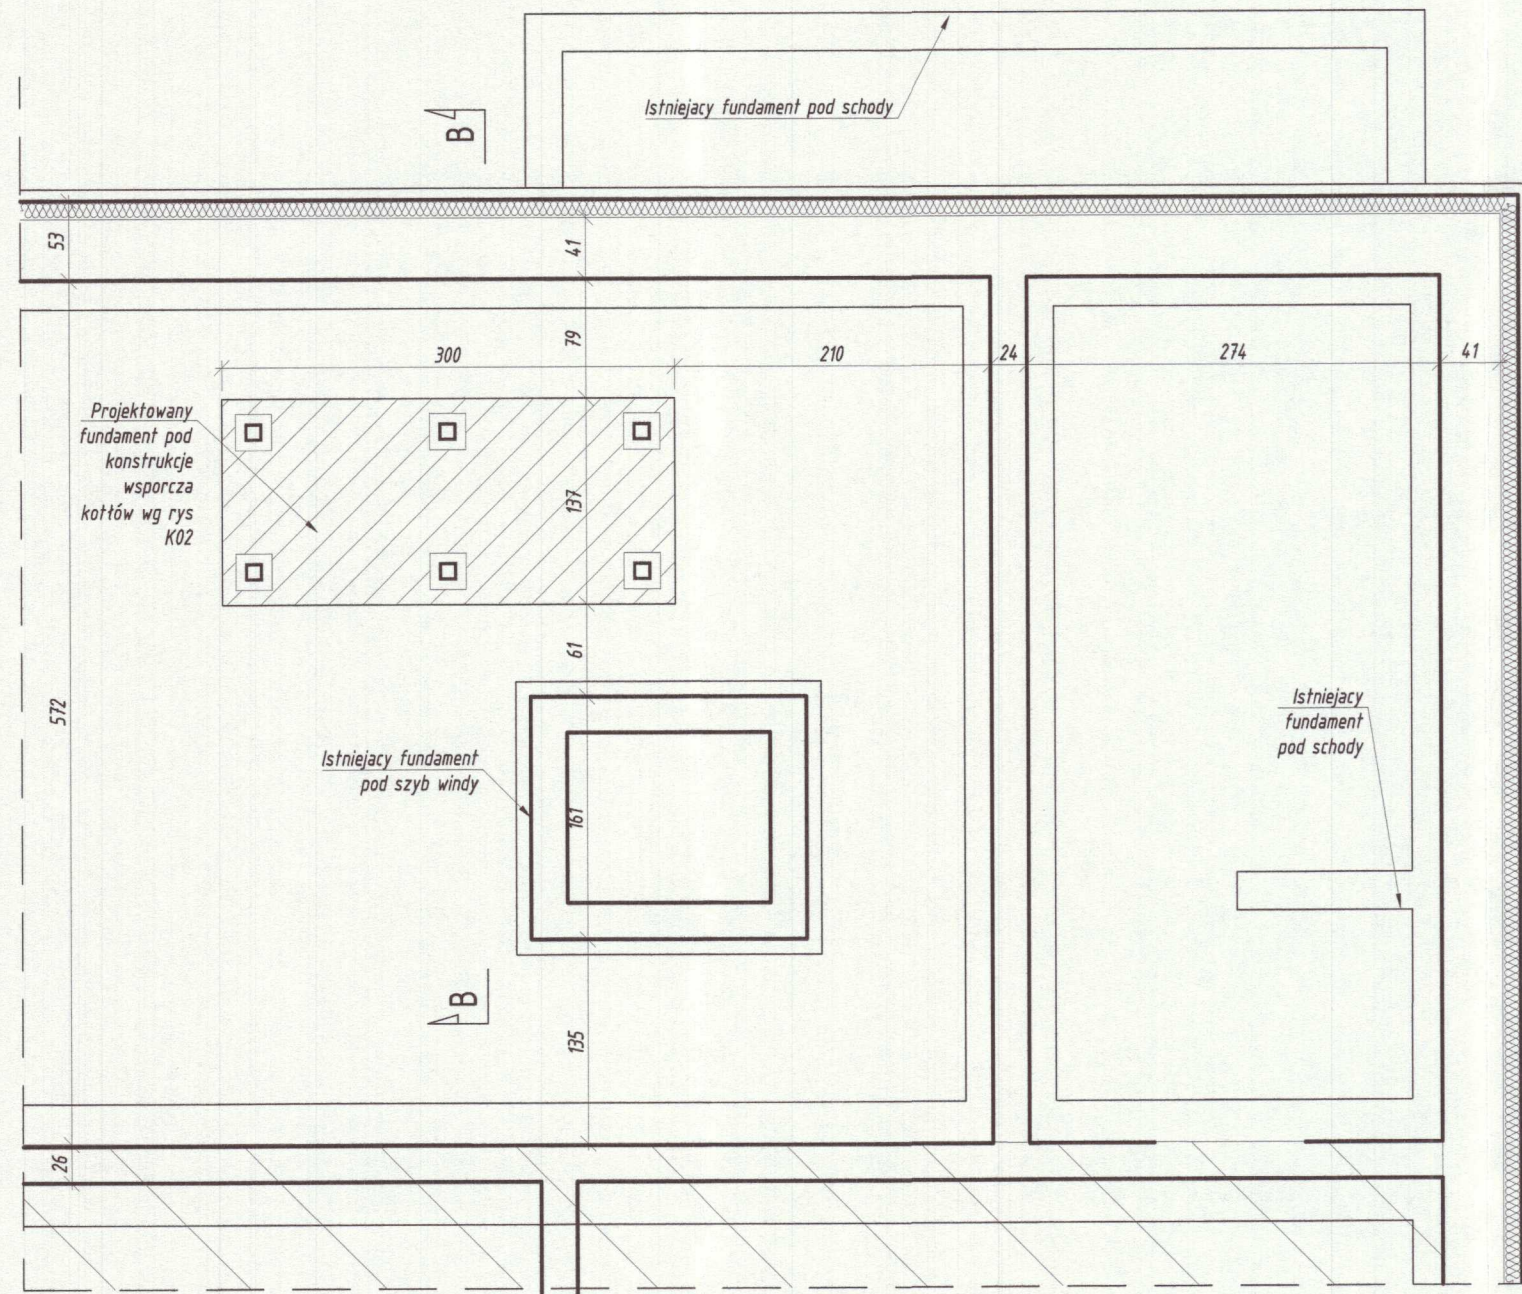 Istniejacy fundament pod schody
B
53
41
79
300
210
24
274
41
Projektowany
fundament pod
konstrukcje
wsporcza
kotłów wg rys
K02
137
61
572
Istniejacy
fundament
pod schody
Istniejacy fundament
pod szyb windy
161
B
135
26